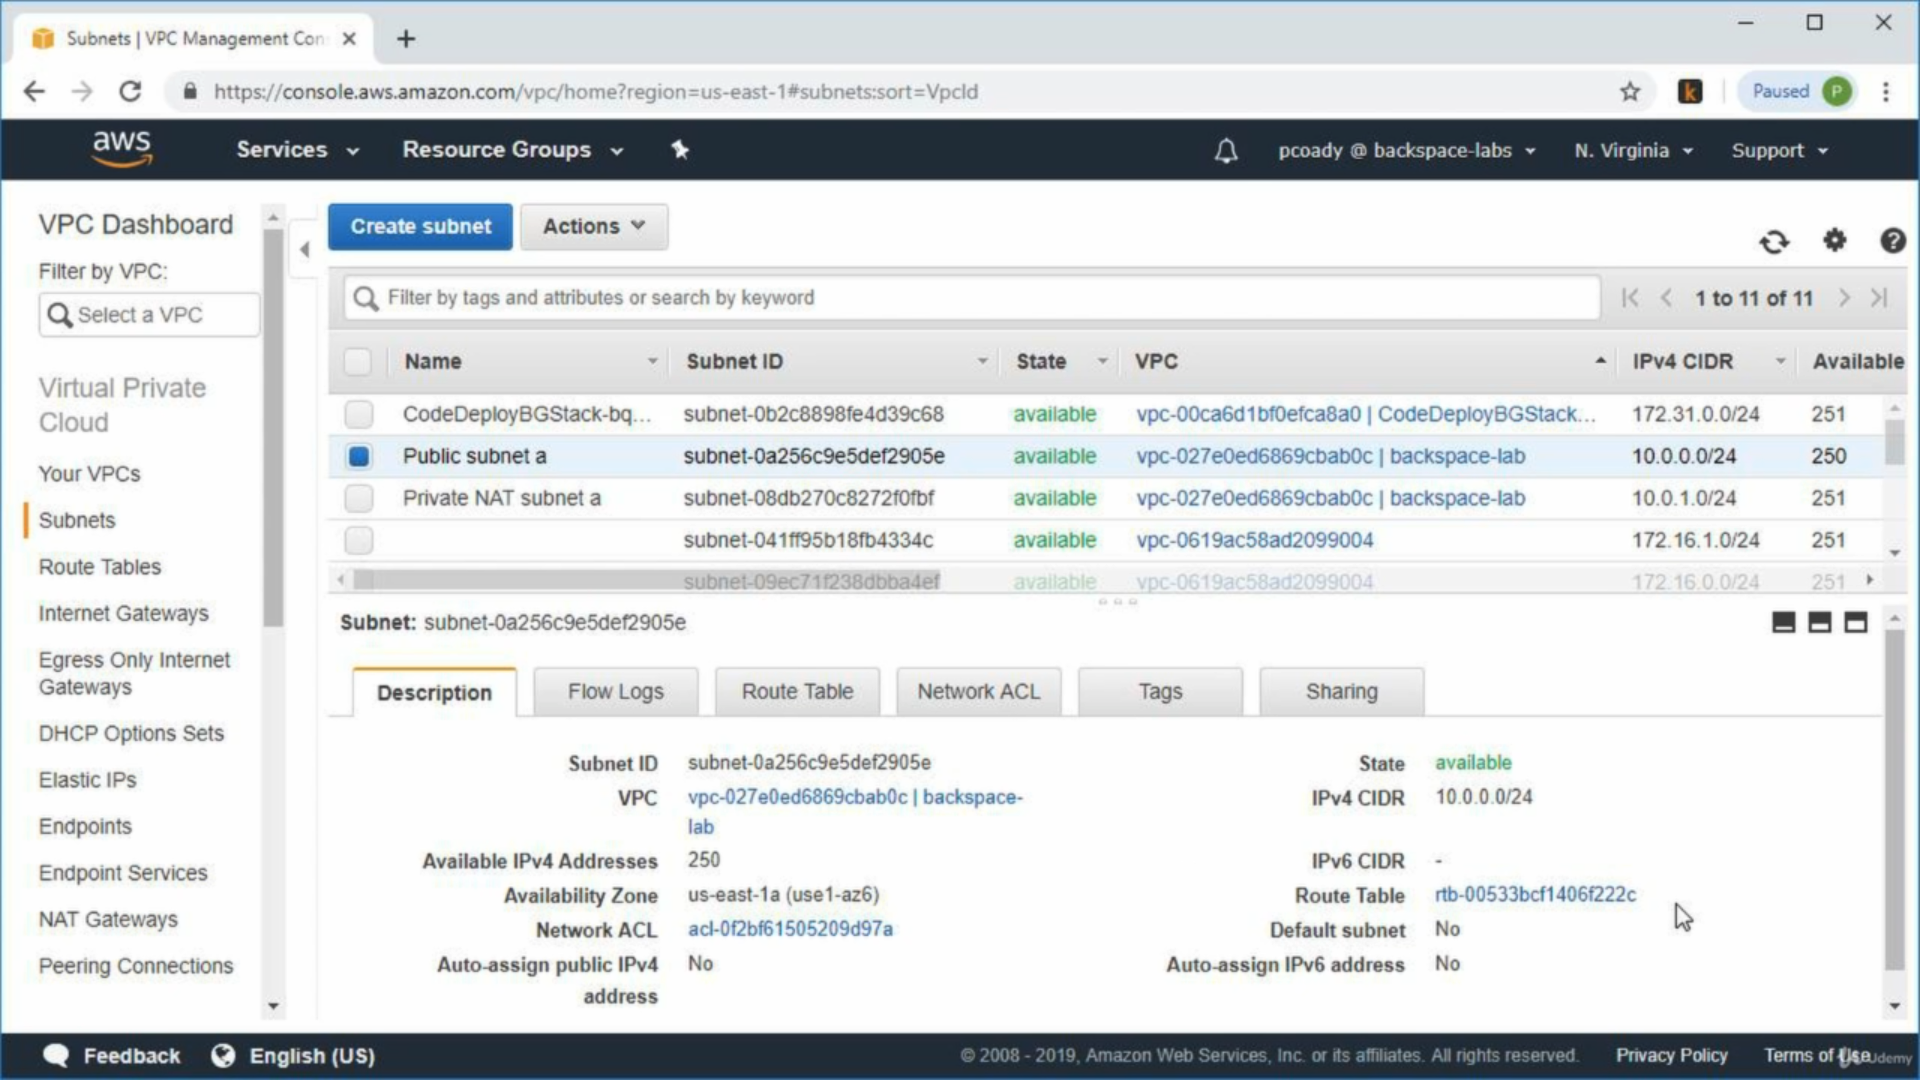 Subnets | VPC Management Con
https://console.aws.amazon.com/vpc/home?region=us-east-1#subnets:sort=VpcId
k
Paused P
aws Services Resource Groups pcoady @ backspace-labs N. Virginia Support
VPC Dashboard
Filter by VPC:
Select a VPC
Virtual Private
Cloud
Your VPCs
Subnets
Route Tables
Internet Gateways
Egress Only Internet
Gateways
DHCP Options Sets
Elastic IPs
Endpoints
Endpoint Services
NAT Gateways
Peering Connections
Create subnet Actions
Filter by tags and attributes or search by keyword 1 to 11 of 11
Name Subnet ID State VPC IPv4 CIDR Available
CodeDeployBGStack-bq... subnet-0b2c8898fe4d39c68 available vpc-00ca6d1bf0efca8a0 | CodeDeployBGStack... 172.31.0.0/24 251
Public subnet a subnet-0a256c9e5def2905e available vpc-027e0ed6869cbab0c | backspace-lab 10.0.0.0/24 250
Private NAT subnet a subnet-08db270c8272f0fbf available vpc-027e0ed6869cbab0c | backspace-lab 10.0.1.0/24 251
subnet-041ff95b18fb4334c available vpc-0619ac58ad2099004 172.16.1.0/24 251
subnet-09ec71f238dbba4ef available vpc-0619ac58ad2099004 172.16.0.0/24 251
Subnet: subnet-0a256c9e5def2905e
Description Flow Logs Route Table Network ACL Tags Sharing
Subnet ID subnet-0a256c9e5def2905e State available
VPC vpc-027e0ed6869cbab0c | backspace- IPv4 CIDR 10.0.0.0/24
lab
Available IPv4 Addresses 250 IPv6 CIDR -
Availability Zone us-east-1a (use1-az6) Route Table rtb-00533bcf1406f222c
Network ACL acl-0f2bf61505209d97a Default subnet No
Auto-assign public IPv4 No Auto-assign IPv6 address No
address
Feedback English (US) © 2008 - 2019, Amazon Web Services, Inc. or its affiliates. All rights reserved. Privacy Policy Terms of Use
Udemy